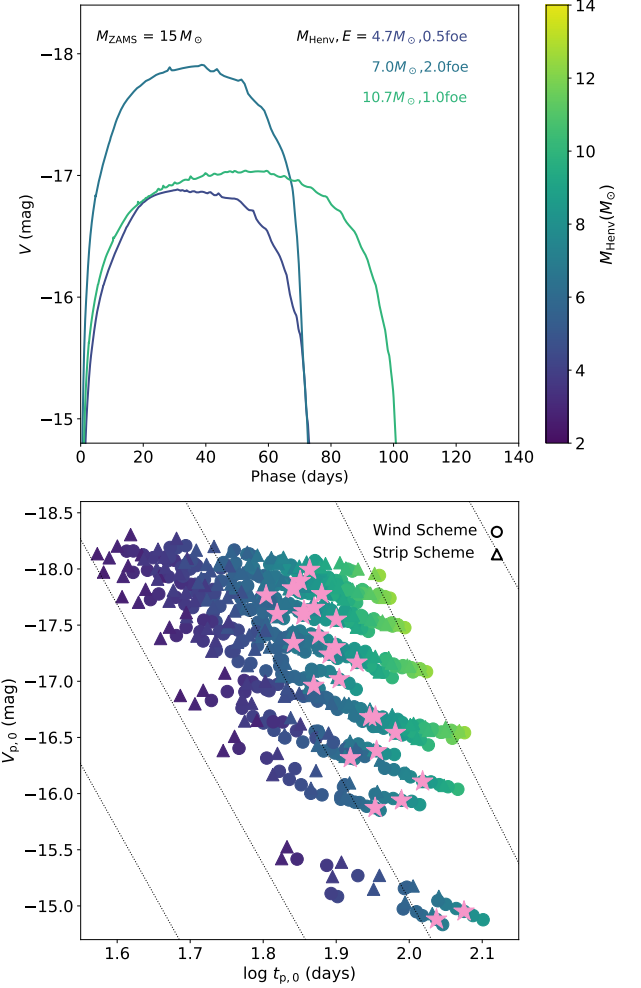 M_ZAMS = 15 M_⊙
M_Henv, E = 4.7M_⊙,0.5foe
7.0M_⊙,2.0foe
10.7M_⊙,1.0foe
−18
−17
−16
−15
V (mag)
0 20 40 60 80 100 120 140
Phase (days)
14
12
10
8
6
4
2
M_Henv(M_⊙)
Wind Scheme
Strip Scheme
−18.5
−18.0
−17.5
−17.0
−16.5
−16.0
−15.5
−15.0
V_p,0 (mag)
1.6 1.7 1.8 1.9 2.0 2.1
log t_p,0 (days)